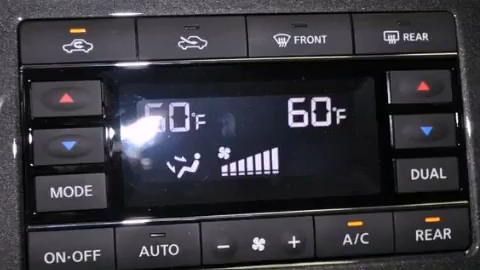 FRONT REAR
60°F 60°F
MODE DUAL
ON·OFF AUTO − + A/C REAR